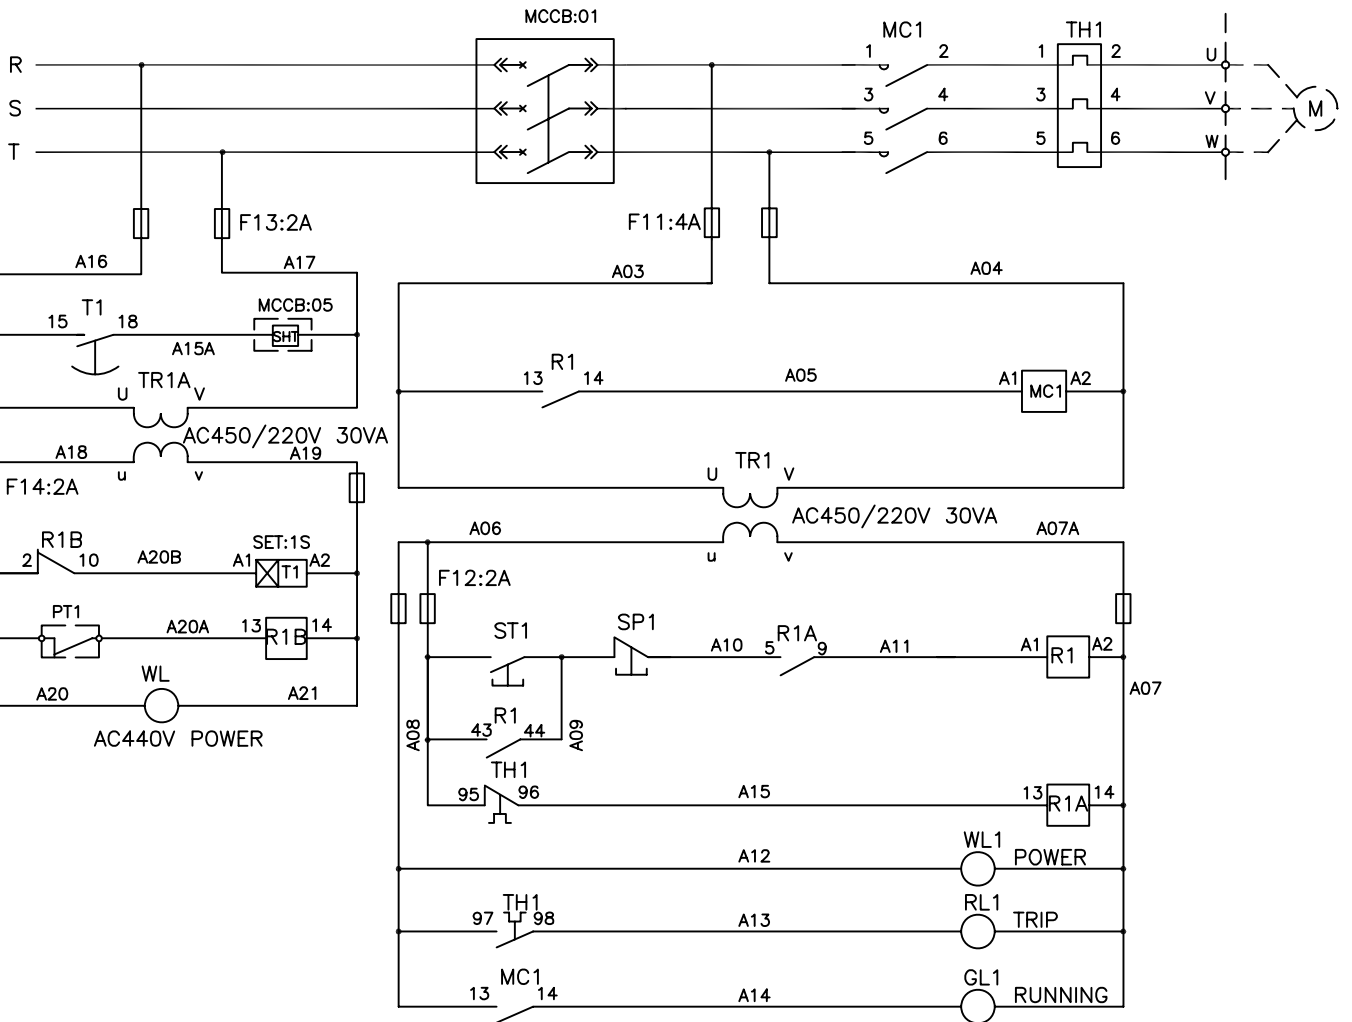 MCCB:01
MC1
TH1
R
1
2
1
2
U
S
3
4
3
4
V
M
T
5
6
5
6
W
F13:2A
F11:4A
A16
A17
A03
A04
T1
MCCB:05
15
18
SHT
A15A
R1
TR1A
13
14
A05
A1
MC1
A2
U
V
AC450/220V 30VA
A18
A19
u
v
F14:2A
TR1
U
V
AC450/220V 30VA
A06
A07A
u
v
R1B
SET:1S
2
10
A20B
A1
T1
A2
F12:2A
PT1
A20A
13
R1B
14
ST1
SP1
R1A
A10
5
9
A11
A1
R1
A2
WL
A20
A21
AC440V POWER
A07
A08
R1
43
44
A09
TH1
95
96
A15
13
R1A
14
A12
WL1
POWER
TH1
97
98
A13
RL1
TRIP
MC1
13
14
A14
GL1
RUNNING